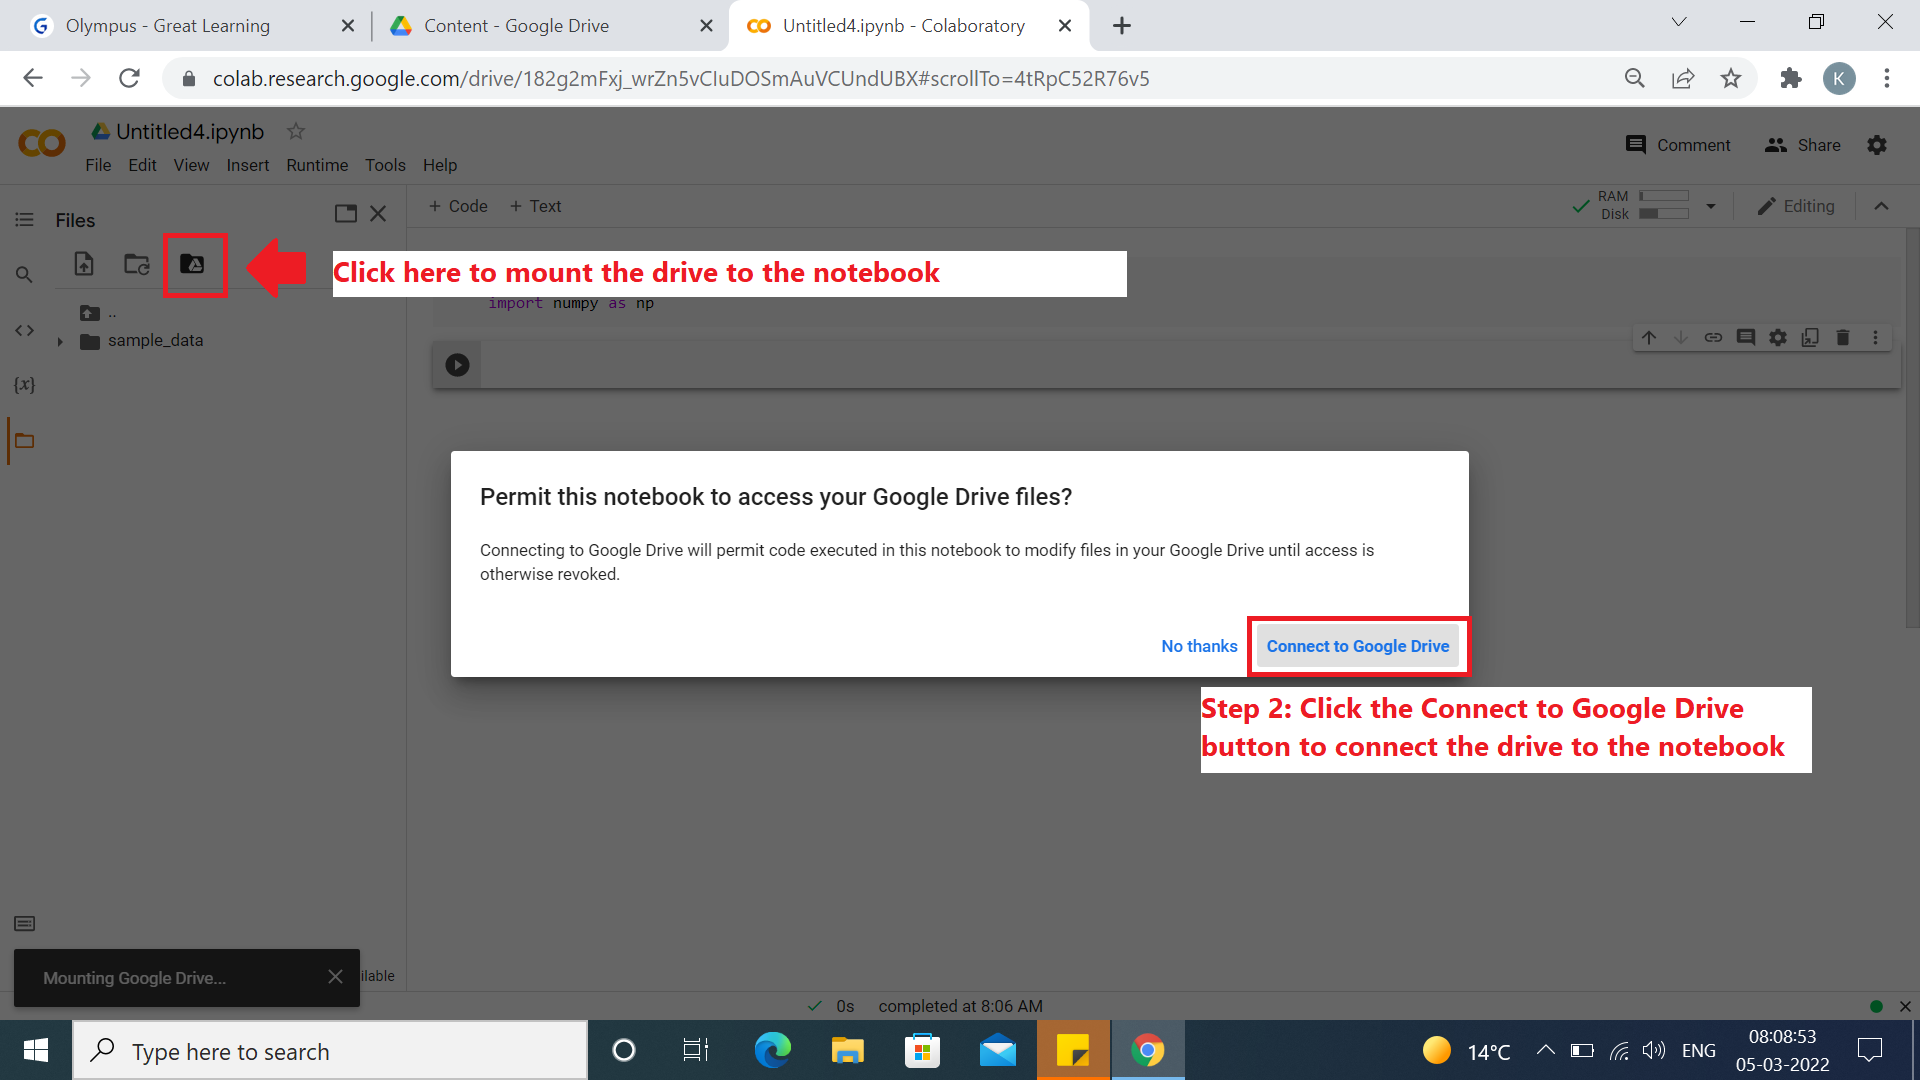 Olympus - Great Learning
Content - Google Drive
Untitled4.ipynb - Colaboratory
colab.research.google.com/drive/182g2mFxj_wrZn5vCIuDOSmAuVCUndUBX#scrollTo=4tRpC52R76v5
K
Untitled4.ipynb
File Edit View Insert Runtime Tools Help
Comment
Share
Files
+ Code + Text
RAM
Disk
Editing
Click here to mount the drive to the notebook
import numpy as np
..
sample_data
{x}
Permit this notebook to access your Google Drive files?
Connecting to Google Drive will permit code executed in this notebook to modify files in your Google Drive until access is
otherwise revoked.
No thanks
Connect to Google Drive
Step 2: Click the Connect to Google Drive
button to connect the drive to the notebook
Mounting Google Drive...
ilable
0s completed at 8:06 AM
Type here to search
14°C
ENG
08:08:53
05-03-2022